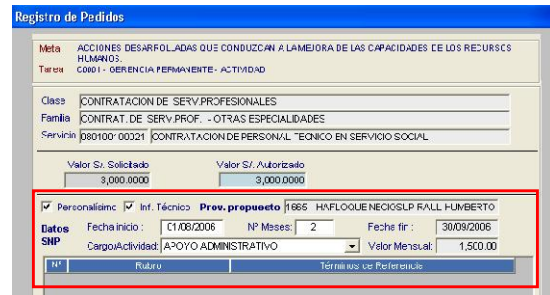 Registro de Pedidos
Meta ACCIONES DESARROLLADAS QUE CONDUZCAN A LA MEJORA DE LAS CAPACIDADES DE LOS RECURSOS
HUMANOS.
Tarea C0001 - GERENCIA PERMANENTE - ACTIVIDAD
Clase CONTRATACION DE SERV.PROFESIONALES
Familia CONTRAT. DE SERV.PROF. - OTRAS ESPECIALIDADES
Servicio 080100100021 CONTRATACION DE PERSONAL TECNICO EN SERVICIO SOCIAL
Valor S/. Solicitado Valor S/. Autorizado
3,000.0000 3,000.0000
Personalísimo Inf. Técnico Prov. propuesto 1665 HUMBERTO
Datos SNP Fecha inicio : 01/08/2006 Nº Meses: 2 Fecha fin : 30/09/2006
Cargo/Actividad: APOYO ADMINISTRATIVO Valor Mensual: 1,500.00
Nº Rubro Términos de Referencia